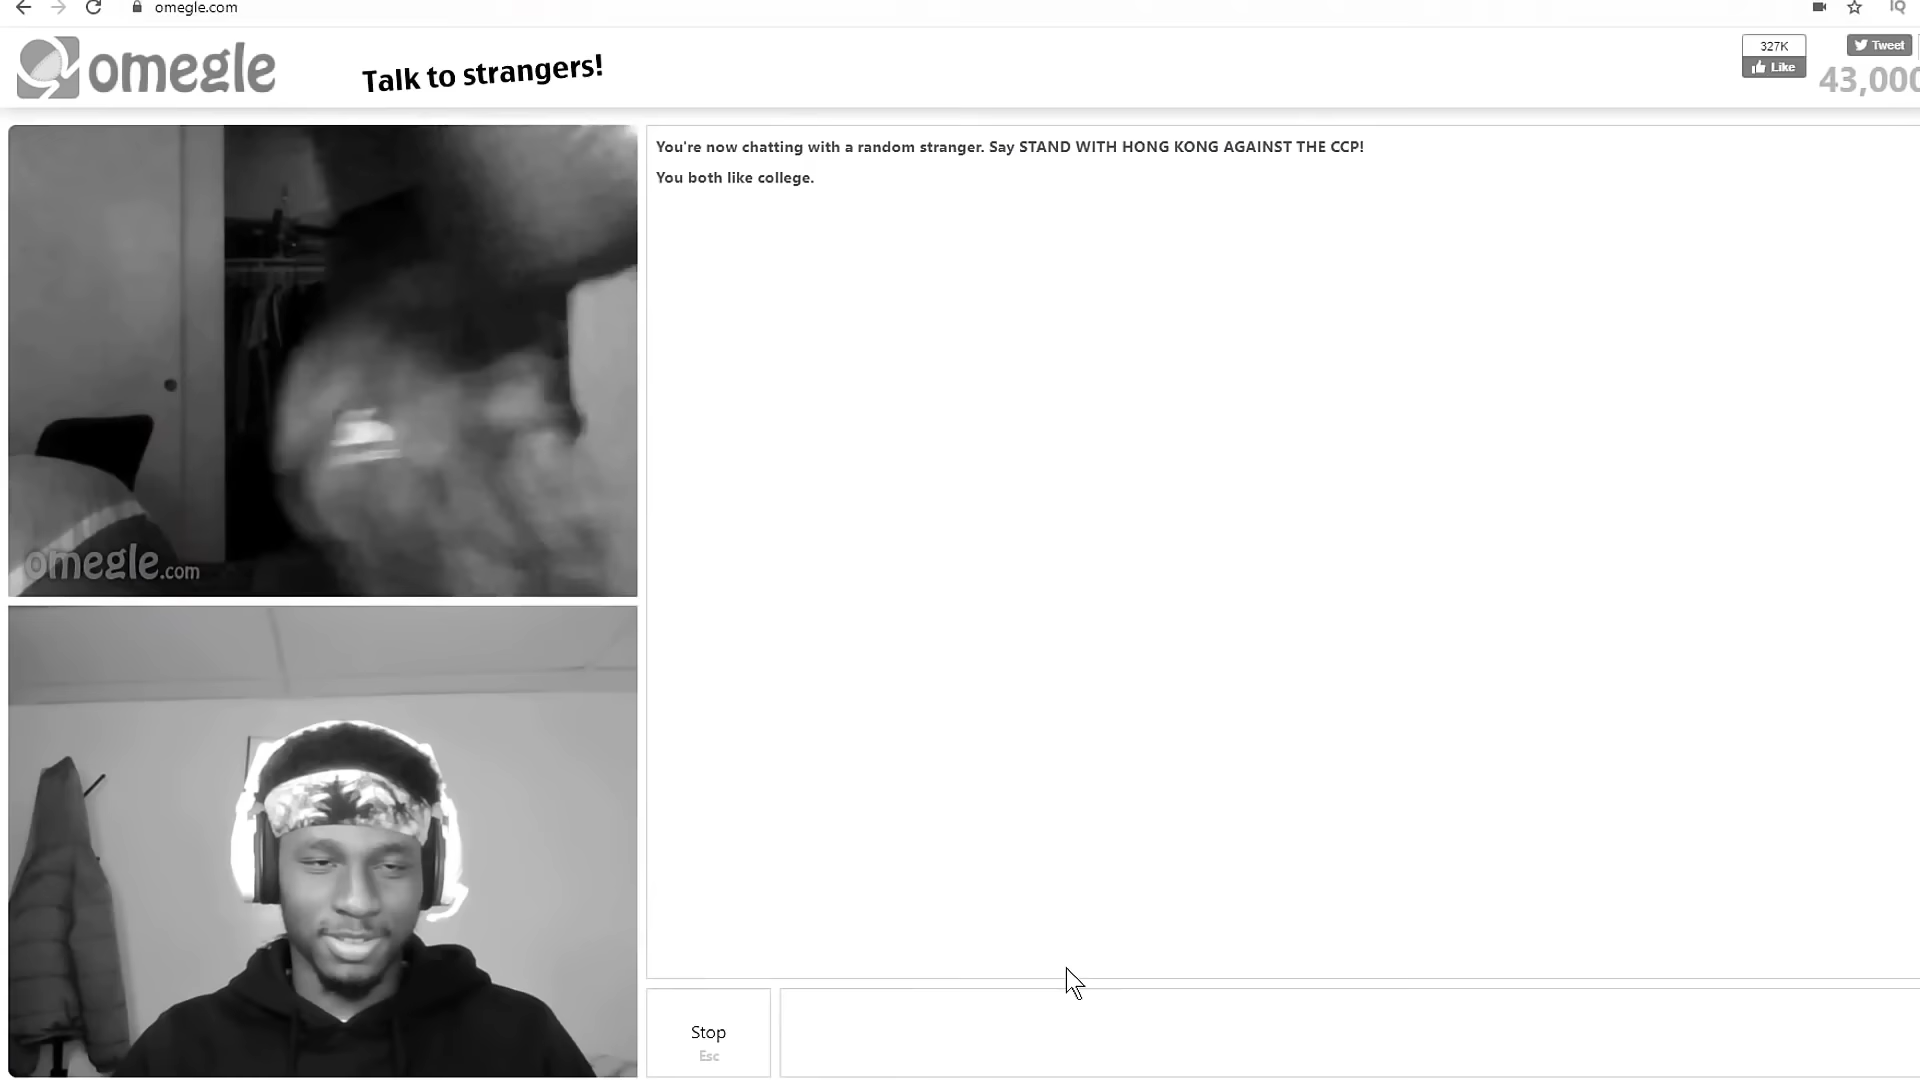 omegle.com
IQ
omegle
Talk to strangers!
327K
Like
Tweet
43,000
You're now chatting with a random stranger. Say STAND WITH HONG KONG AGAINST THE CCP!
You both like college.
omegle.com
Stop
Esc